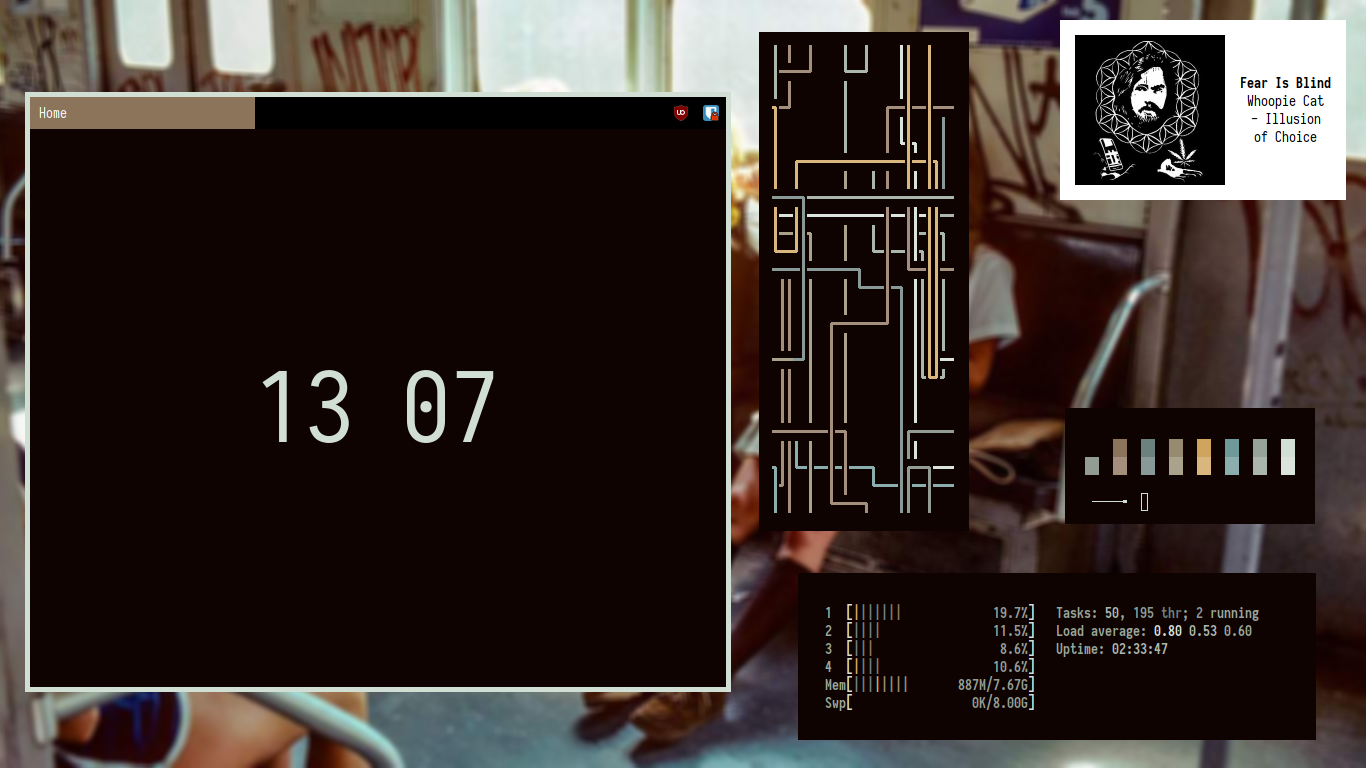 Home
13 07
Fear Is Blind
Whoopie Cat
- Illusion
of Choice
1 [||||||| 19.7%]
2 [|||| 11.5%]
3 [||| 8.6%]
4 [|||| 10.6%]
Mem[|||||||| 887M/7.67G]
Swp[ 0K/8.00G]
Tasks: 50, 195 thr; 2 running
Load average: 0.80 0.53 0.60
Uptime: 02:33:47